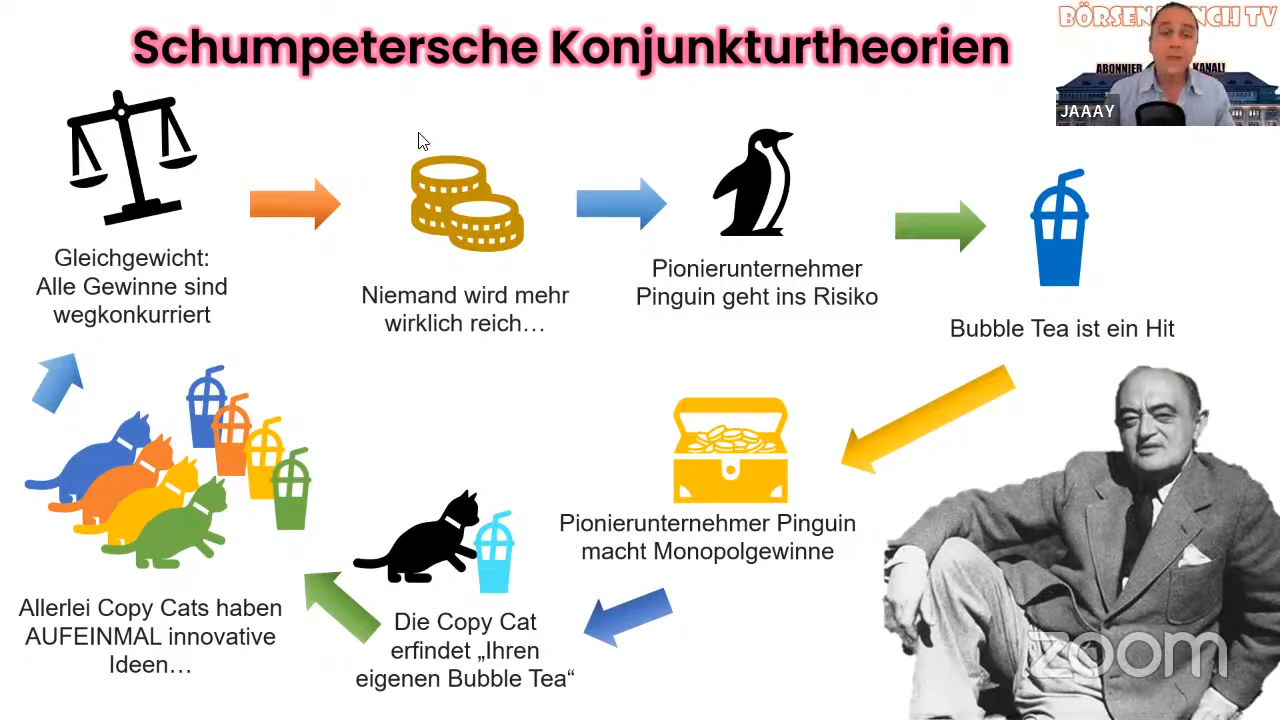 Schumpetersche Konjunkturtheorien
ABONNIER
KANAL!
JAAAY
Gleichgewicht:
Alle Gewinne sind
wegkonkurriert
Niemand wird mehr
wirklich reich…
Pionierunternehmer
Pinguin geht ins Risiko
Bubble Tea ist ein Hit
Pionierunternehmer Pinguin
macht Monopolgewinne
Die Copy Cat
erfindet „Ihren
eigenen Bubble Tea“
Allerlei Copy Cats haben
AUFEINMAL innovative
Ideen…
zoom